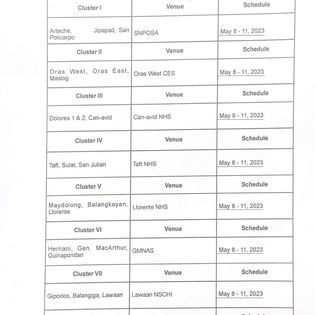 Cluster I Venue Schedule
Arteche, Jipapad, San
Policarpo SNPOSA May 8 - 11, 2023
Cluster II Venue Schedule
Oras West, Oras East,
Maslog Oras West CES May 8 - 11, 2023
Cluster III Venue Schedule
Dolores 1 & 2, Can-avid Can-avid NHS May 8 - 11, 2023
Cluster IV Venue Schedule
Taft, Sulat, San Julian Taft NHS May 8 - 11, 2023
Cluster V Venue Schedule
Maydolong, Balangkayan,
Llorente Llorente NHS May 8 - 11, 2023
Cluster VI Venue Schedule
Hernani, Gen. MacArthur,
Quinapondan GMNAS May 8 - 11, 2023
Cluster VII Venue Schedule
Giporlos, Balangiga, Lawaan Lawaan NSCHI May 8 - 11, 2023